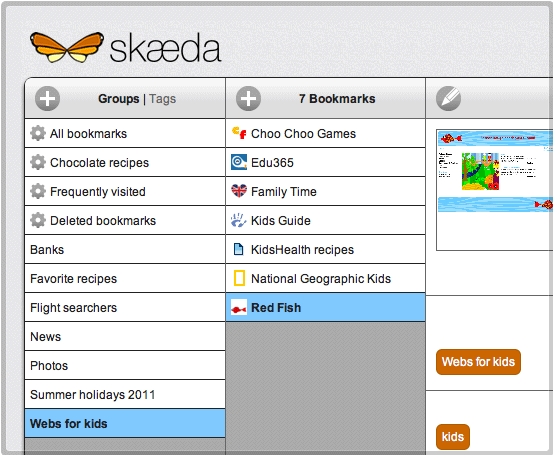 skæda
Groups | Tags
All bookmarks
Chocolate recipes
Frequently visited
Deleted bookmarks
Banks
Favorite recipes
Flight searchers
News
Photos
Summer holidays 2011
Webs for kids
7 Bookmarks
Choo Choo Games
Edu365
Family Time
Kids Guide
KidsHealth recipes
National Geographic Kids
Red Fish
Webs for kids
kids